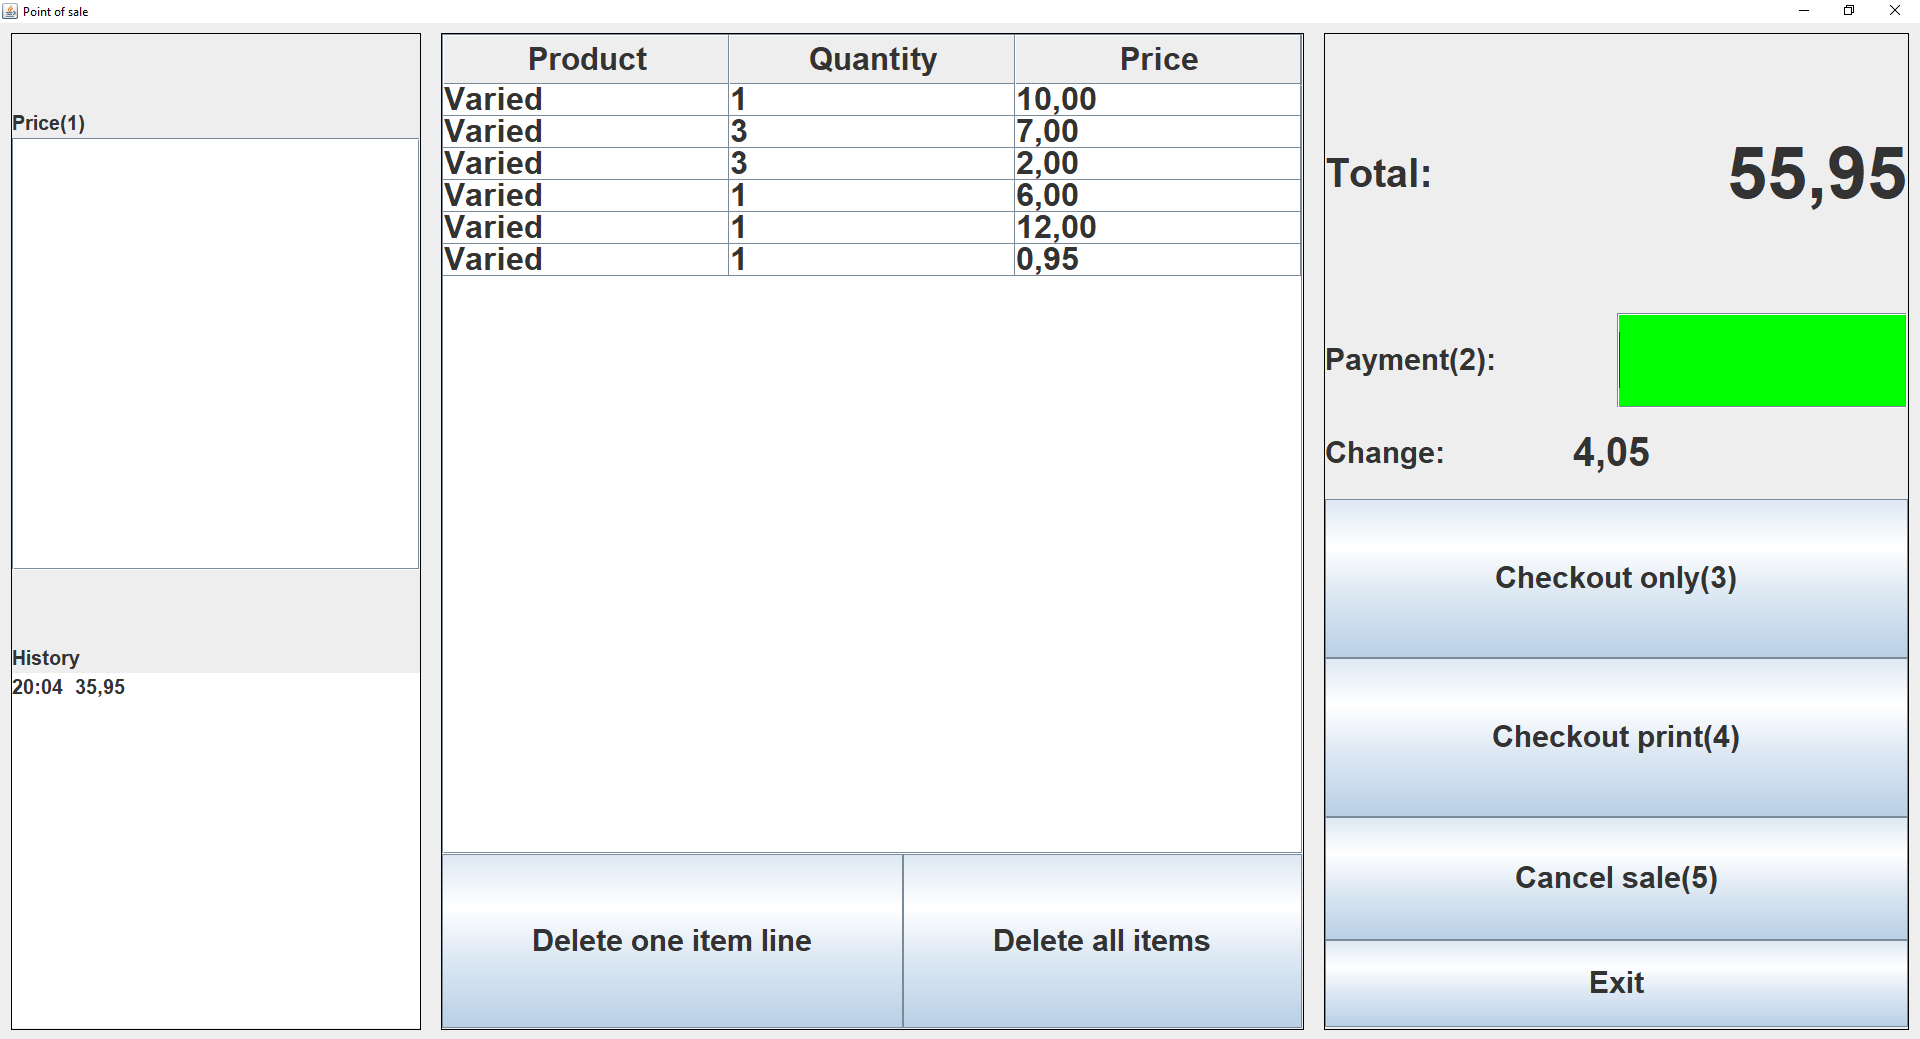 Point of sale
Price(1)
History
20:04 35,95
Product Quantity Price
Varied 1 10,00
Varied 3 7,00
Varied 3 2,00
Varied 1 6,00
Varied 1 12,00
Varied 1 0,95
Delete one item line Delete all items
Total: 55,95
Payment(2):
Change: 4,05
Checkout only(3)
Checkout print(4)
Cancel sale(5)
Exit